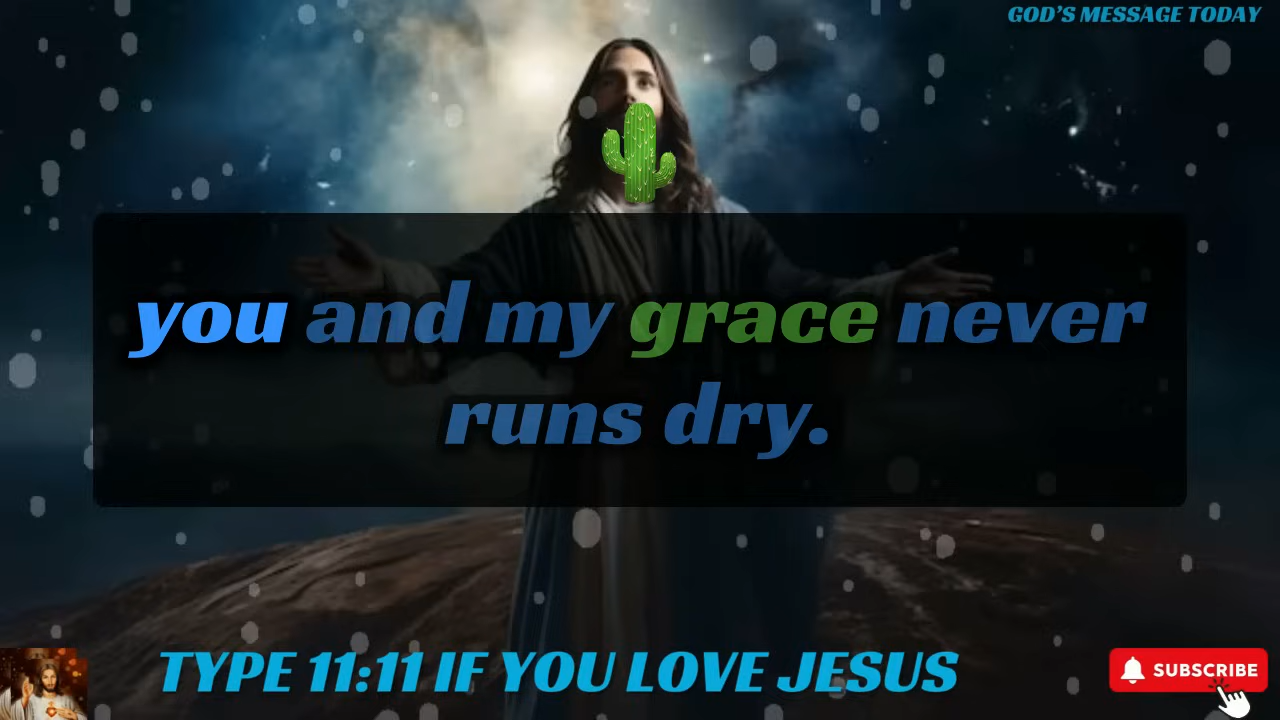 GOD'S MESSAGE TODAY
you and my grace never
runs dry.
TYPE 11:11 IF YOU LOVE JESUS
SUBSCRIBE